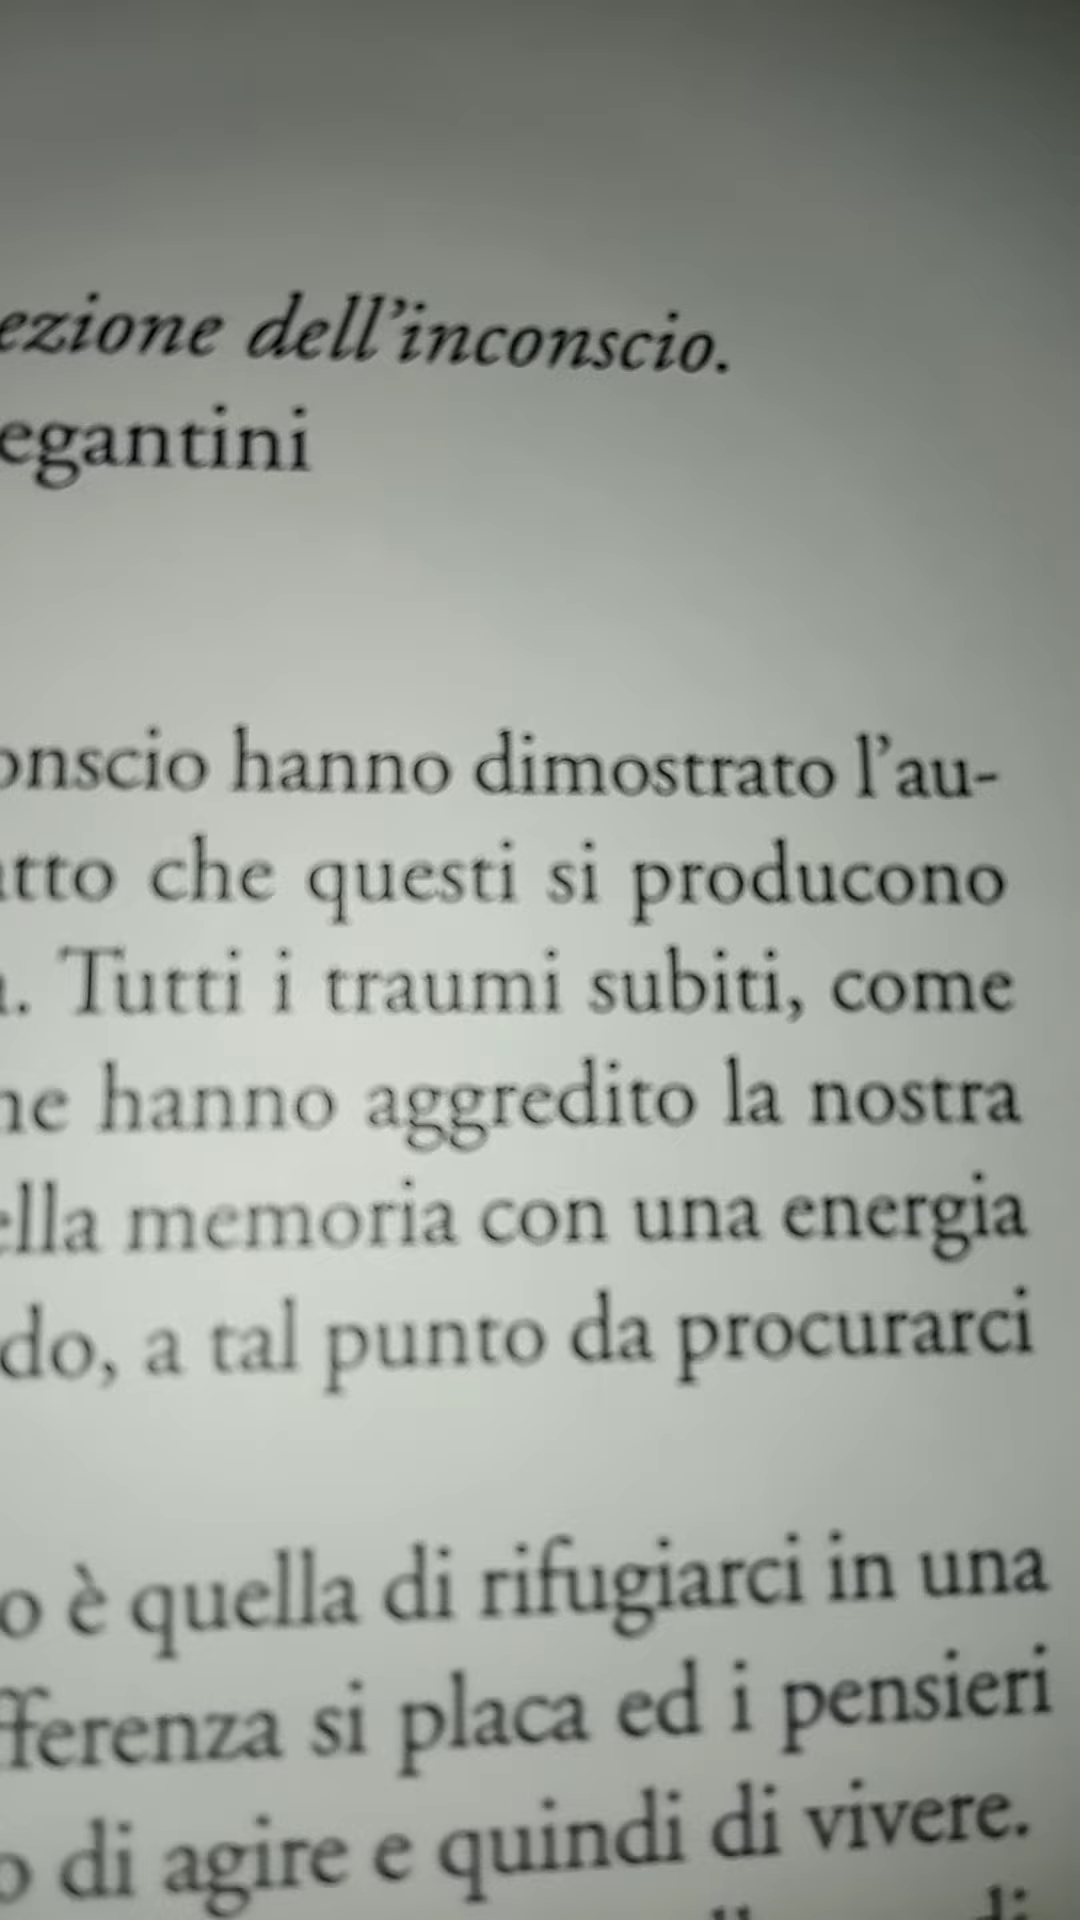 ezione dell'inconscio.
egantini
onscio hanno dimostrato l'au-
tto che questi si producono
. Tutti i traumi subiti, come
he hanno aggredito la nostra
ella memoria con una energia
do, a tal punto da procurarci
o è quella di rifugiarci in una
fferenza si placa ed i pensieri
o di agire e quindi di vivere.